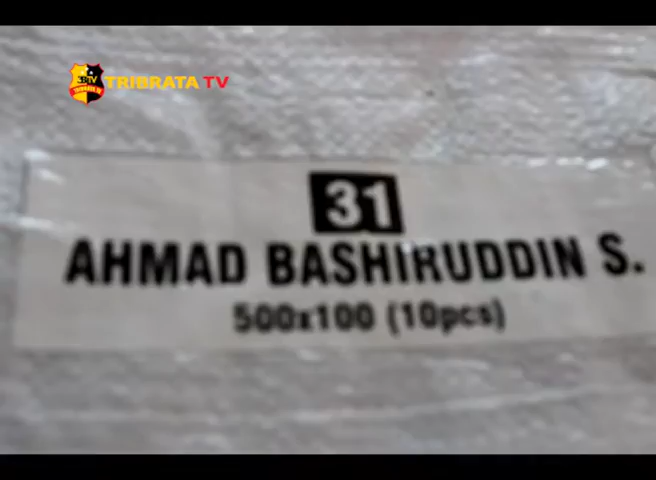 TRIBRATA TV
31
AHMAD BASHIRUDDIN S.
500x100 (10pcs)